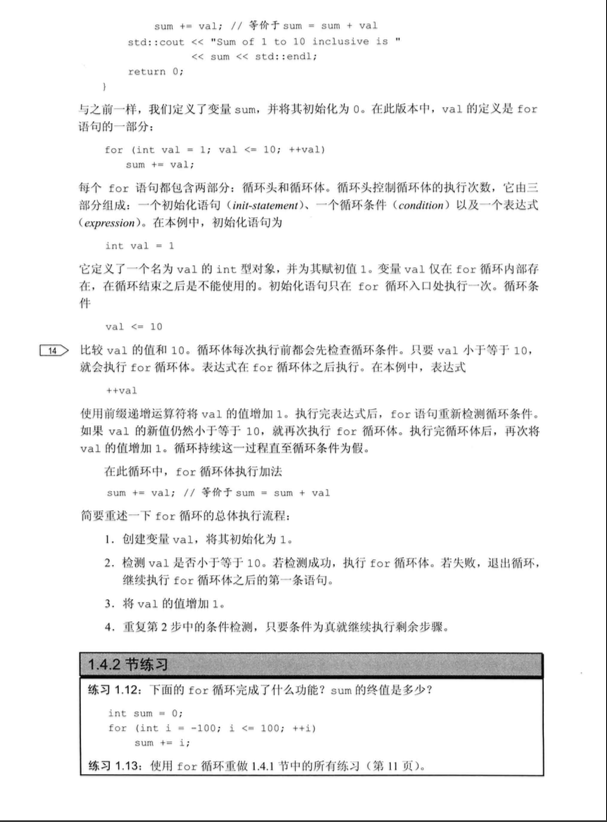 sum += val; // 等价于 sum = sum + val
std::cout << "Sum of 1 to 10 inclusive is "
<< sum << std::endl;
return 0;
}
与之前一样，我们定义了变量 sum，并将其初始化为 0。在此版本中，val 的定义是 for
语句的一部分：
for (int val = 1; val <= 10; ++val)
sum += val;
每个 for 语句都包含两部分：循环头和循环体。循环头控制循环体的执行次数，它由三
部分组成：一个初始化语句（init-statement）、一个循环条件（condition）以及一个表达式
（expression）。在本例中，初始化语句为
int val = 1
它定义了一个名为 val 的 int 型对象，并为其赋初值 1。变量 val 仅在 for 循环内部存
在，在循环结束之后是不能使用的。初始化语句只在 for 循环入口处执行一次。循环条
件
val <= 10
14 比较 val 的值和 10。循环体每次执行前都会先检查循环条件。只要 val 小于等于 10，
就会执行 for 循环体。表达式在 for 循环体之后执行。在本例中，表达式
++val
使用前缀递增运算符将 val 的值增加 1。执行完表达式后，for 语句重新检测循环条件。
如果 val 的新值仍然小于等于 10，就再次执行 for 循环体。执行完循环体后，再次将
val 的值增加 1。循环持续这一过程直至循环条件为假。
在此循环中，for 循环体执行加法
sum += val; // 等价于 sum = sum + val
简要重述一下 for 循环的总体执行流程：
1．创建变量 val，将其初始化为 1。
2．检测 val 是否小于等于 10。若检测成功，执行 for 循环体。若失败，退出循环，
继续执行 for 循环体之后的第一条语句。
3．将 val 的值增加 1。
4．重复第 2 步中的条件检测，只要条件为真就继续执行剩余步骤。
1.4.2 节练习
练习 1.12：下面的 for 循环完成了什么功能？sum 的终值是多少？
int sum = 0;
for (int i = -100; i <= 100; ++i)
sum += i;
练习 1.13：使用 for 循环重做 1.4.1 节中的所有练习（第 11 页）。